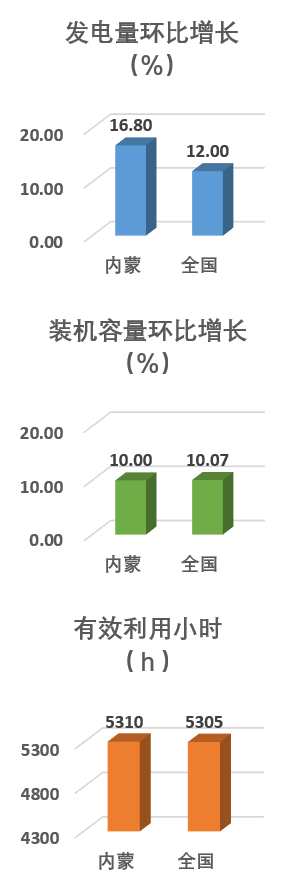 发电量环比增长
(%)
16.80
12.00
20.00
10.00
0.00
内蒙 全国
装机容量环比增长
(%)
20.00
10.00 10.07
10.00
0.00
内蒙 全国
有效利用小时
(h)
5310 5305
5300
4800
4300
内蒙 全国